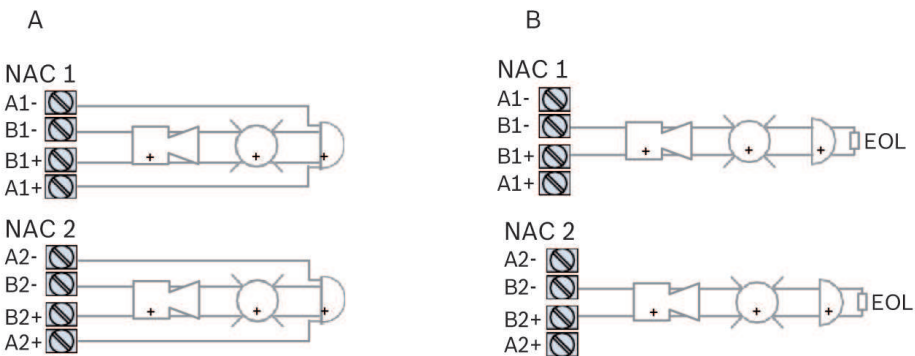 A
B
NAC 1
A1-
B1-
+ + +
B1+
A1+
NAC 2
A2-
B2-
+ + +
B2+
A2+
NAC 1
A1-
B1-
EOL
+ + +
B1+
A1+
NAC 2
A2-
B2-
EOL
+ + +
B2+
A2+